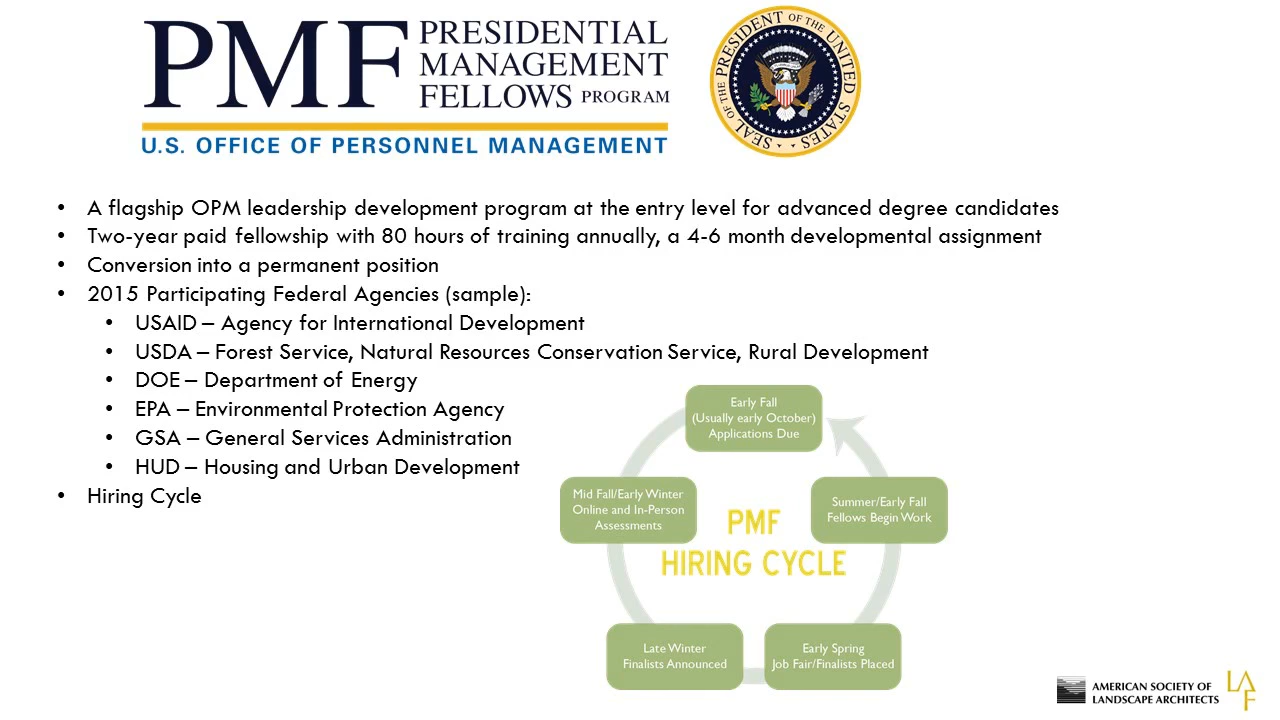 PMF PRESIDENTIAL
MANAGEMENT
FELLOWS PROGRAM
U.S. OFFICE OF PERSONNEL MANAGEMENT
SEAL OF THE PRESIDENT OF THE UNITED STATES
• A flagship OPM leadership development program at the entry level for advanced degree candidates
• Two-year paid fellowship with 80 hours of training annually, a 4-6 month developmental assignment
• Conversion into a permanent position
• 2015 Participating Federal Agencies (sample):
• USAID – Agency for International Development
• USDA – Forest Service, Natural Resources Conservation Service, Rural Development
• DOE – Department of Energy
• EPA – Environmental Protection Agency
• GSA – General Services Administration
• HUD – Housing and Urban Development
• Hiring Cycle
Early Fall
(Usually early October)
Applications Due
Mid Fall/Early Winter
Online and In-Person
Assessments
Summer/Early Fall
Fellows Begin Work
PMF
HIRING CYCLE
Late Winter
Finalists Announced
Early Spring
Job Fair/Finalists Placed
AMERICAN SOCIETY OF
LANDSCAPE ARCHITECTS
LAF